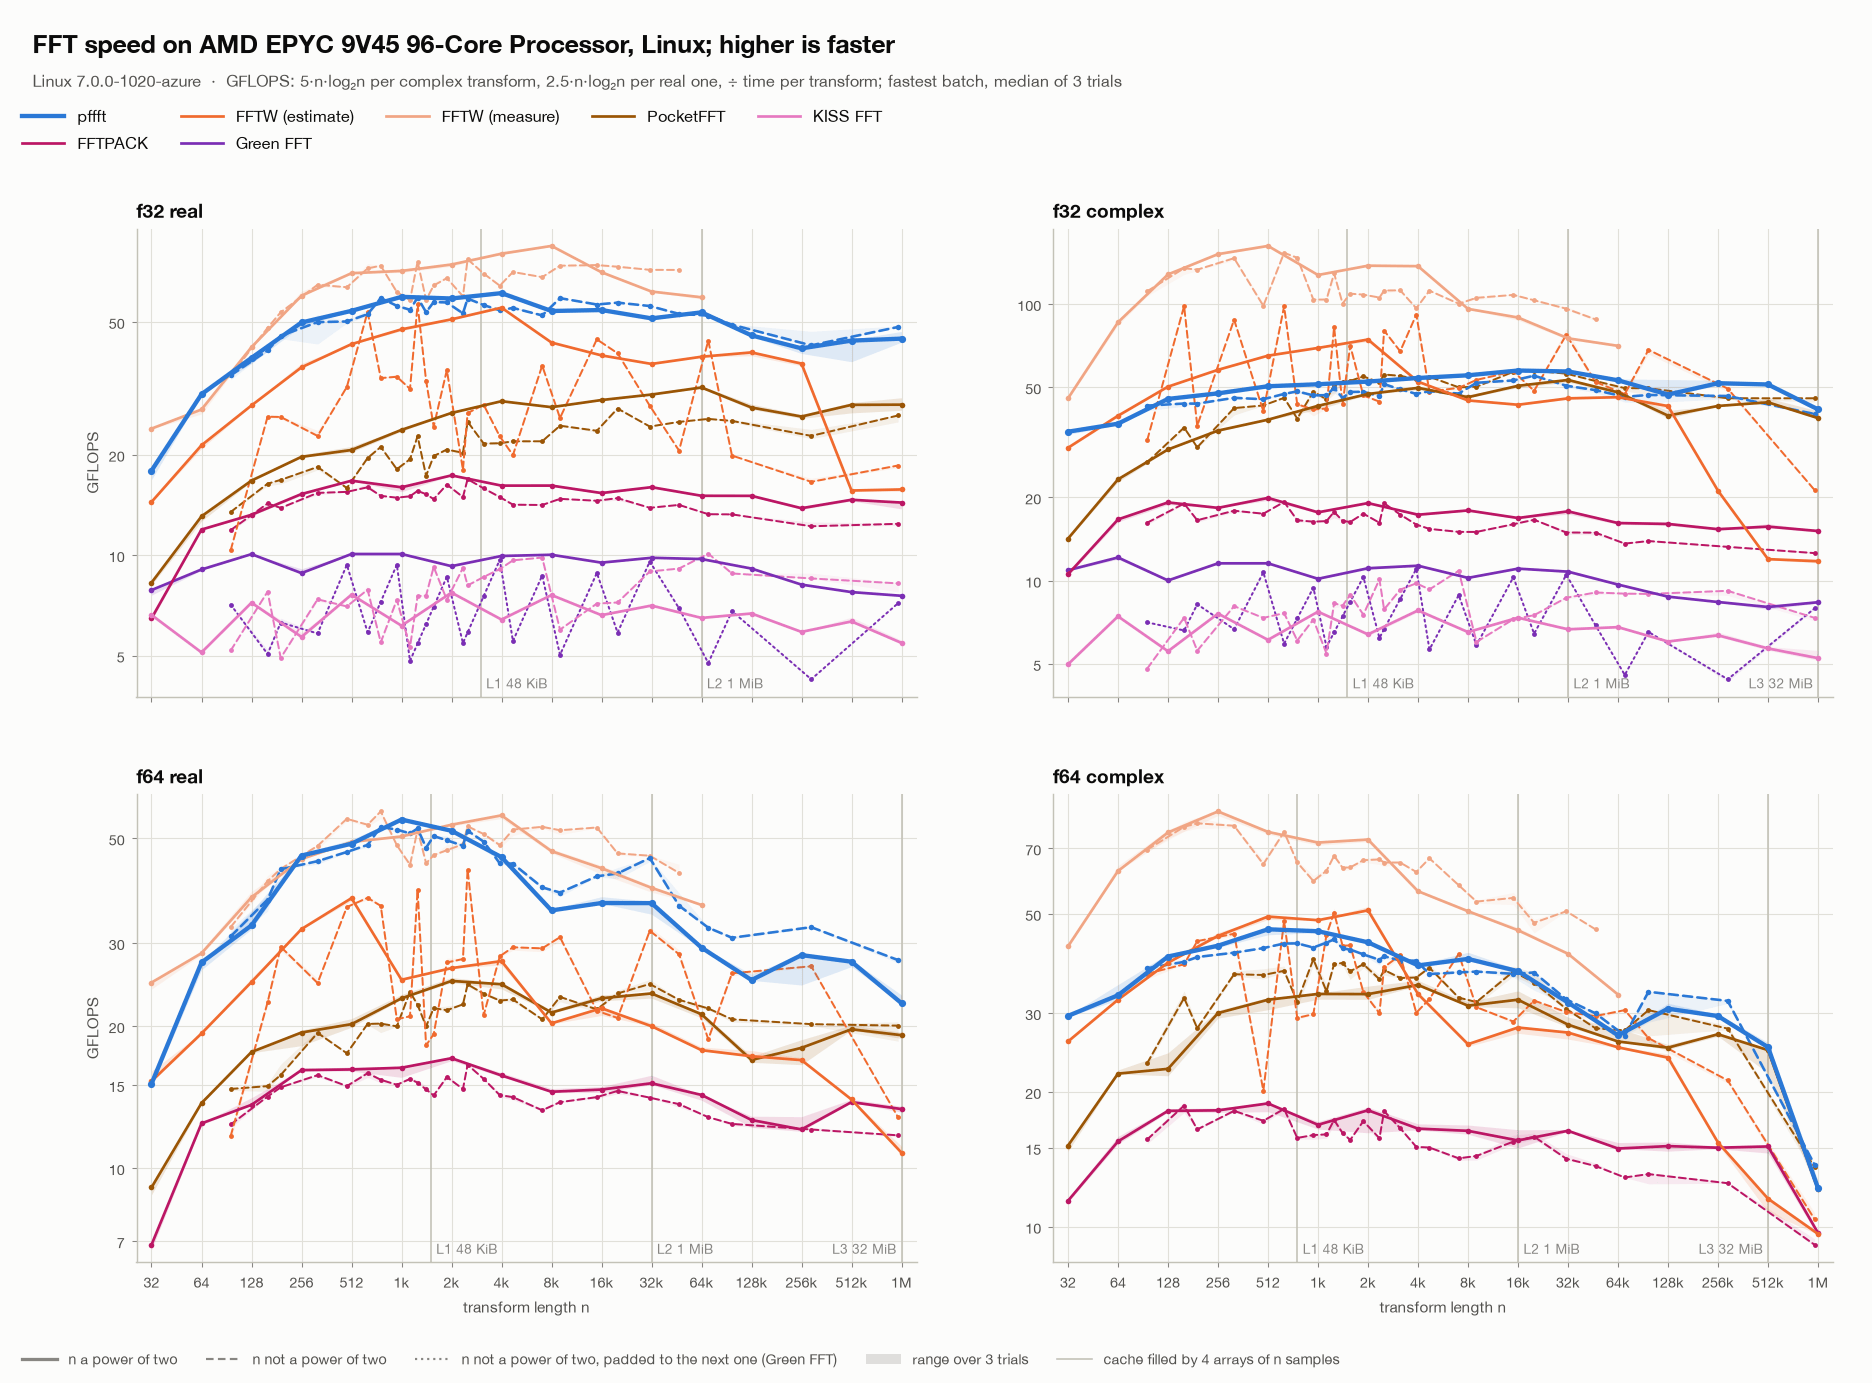 FFT speed on AMD EPYC 9V45 96-Core Processor, Linux; higher is faster
Linux 7.0.0-1020-azure · GFLOPS: 5·n·log₂n per complex transform, 2.5·n·log₂n per real one, ÷ time per transform; fastest batch, median of 3 trials
pffft FFTW (estimate) FFTW (measure) PocketFFT KISS FFT
FFTPACK Green FFT
f32 real
50
20
10
5
GFLOPS
L1 48 KiB
L2 1 MiB
f32 complex
100
50
20
10
5
L1 48 KiB
L2 1 MiB
L3 32 MiB
f64 real
50
30
20
15
10
7
GFLOPS
L1 48 KiB
L2 1 MiB
L3 32 MiB
32 64 128 256 512 1k 2k 4k 8k 16k 32k 64k 128k 256k 512k 1M
transform length n
f64 complex
70
50
30
20
15
10
L1 48 KiB
L2 1 MiB
L3 32 MiB
32 64 128 256 512 1k 2k 4k 8k 16k 32k 64k 128k 256k 512k 1M
transform length n
n a power of two n not a power of two n not a power of two, padded to the next one (Green FFT) range over 3 trials cache filled by 4 arrays of n samples